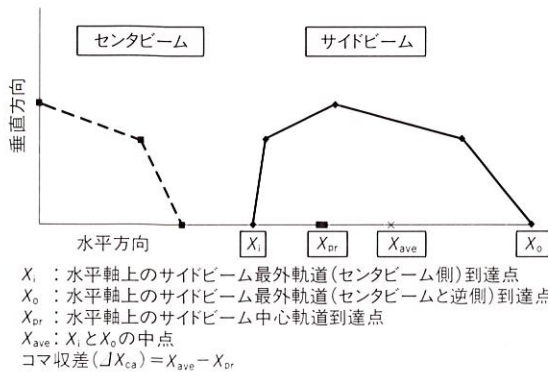 センタビーム
サイドビーム
垂直方向
水平方向
Xi
Xpr
Xave
Xo
Xi ：水平軸上のサイドビーム最外軌道(センタビーム側)到達点
Xo ：水平軸上のサイドビーム最外軌道(センタビームと逆側)到達点
Xpr：水平軸上のサイドビーム中心軌道到達点
Xave：XiとXoの中点
コマ収差(⊿Xca)＝Xave－Xpr